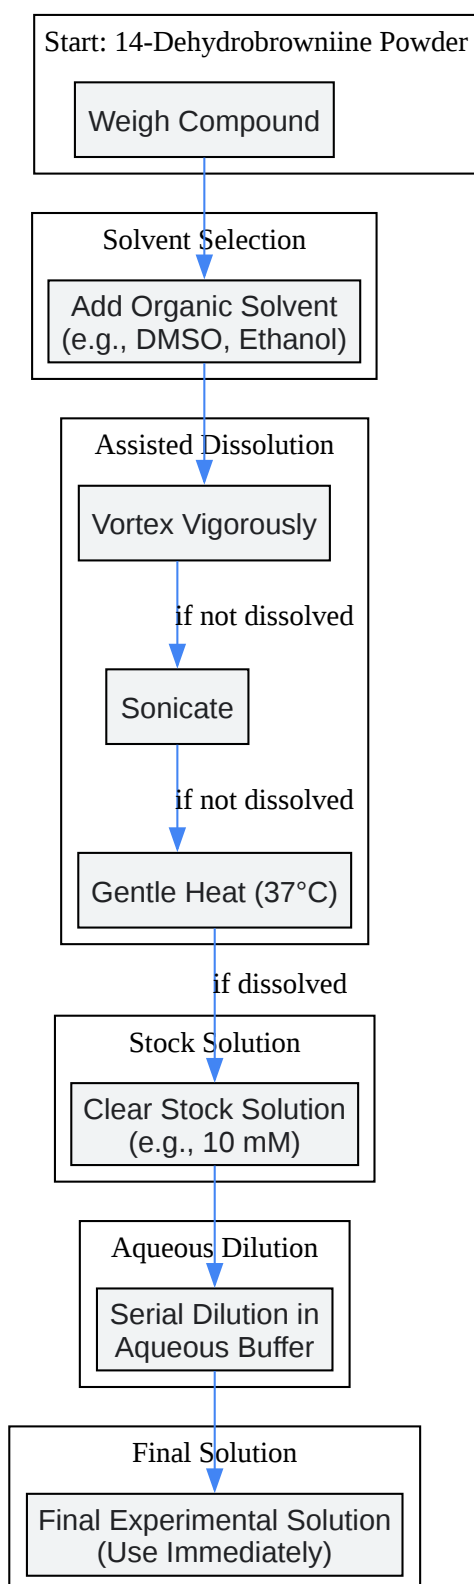 Start: 14-Dehydrobrowniine Powder
Weigh Compound
Solvent Selection
Add Organic Solvent
(e.g., DMSO, Ethanol)
Assisted Dissolution
Vortex Vigorously
if not dissolved
Sonicate
if not dissolved
Gentle Heat (37°C)
if dissolved
Stock Solution
Clear Stock Solution
(e.g., 10 mM)
Aqueous Dilution
Serial Dilution in
Aqueous Buffer
Final Solution
Final Experimental Solution
(Use Immediately)